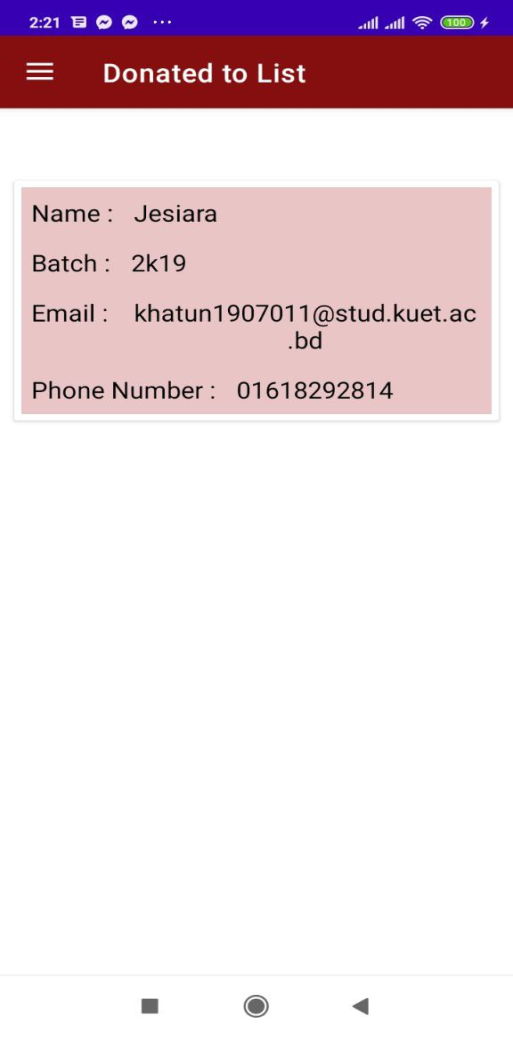 2:21
100
Donated to List
Name : Jesiara
Batch : 2k19
Email : khatun1907011@stud.kuet.ac
.bd
Phone Number : 01618292814